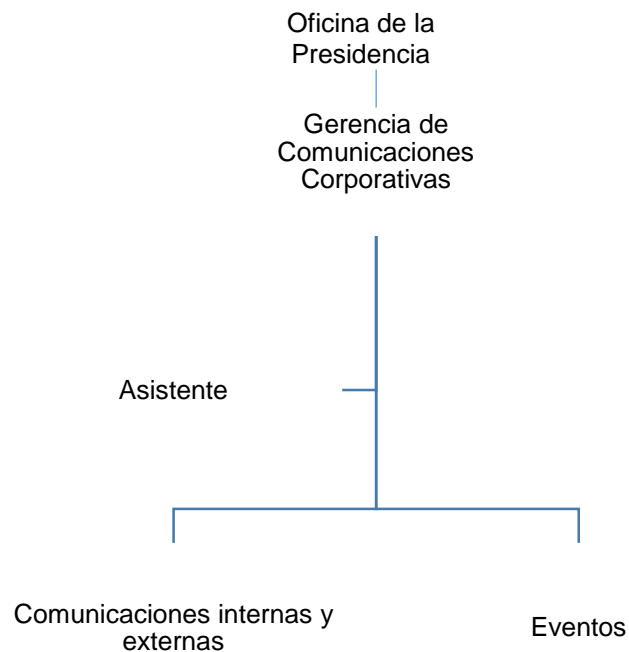 Oficina de la
Presidencia
Gerencia de
Comunicaciones
Corporativas
Asistente
Comunicaciones internas y
externas
Eventos